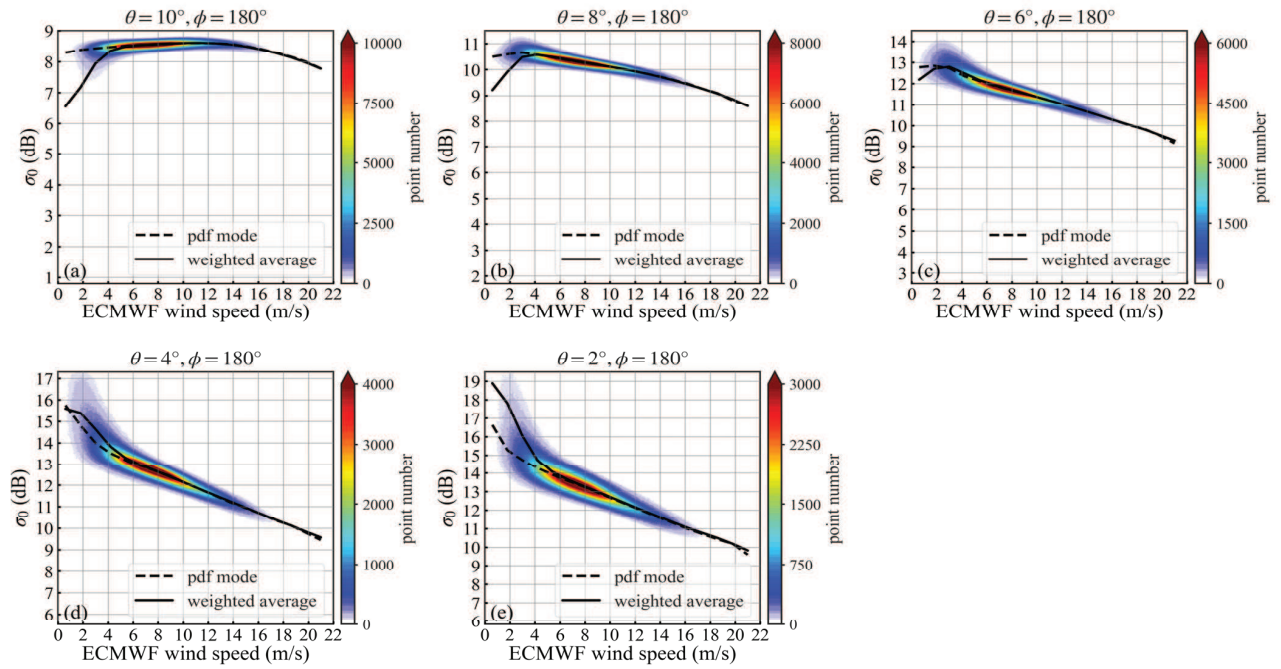 θ = 10°, ϕ = 180°
9
8
7
6
5
4
3
2
1
σ0 (dB)
pdf mode
weighted average
(a)
0 2 4 6 8 10 12 14 16 18 20 22
ECMWF wind speed (m/s)
10000
7500
5000
2500
0
point number
θ = 8°, ϕ = 180°
11
10
9
8
7
6
5
4
3
2
σ0 (dB)
pdf mode
weighted average
(b)
0 2 4 6 8 10 12 14 16 18 20 22
ECMWF wind speed (m/s)
8000
6000
4000
2000
0
point number
θ = 6°, ϕ = 180°
14
13
12
11
10
9
8
7
6
5
4
3
σ0 (dB)
pdf mode
weighted average
(c)
0 2 4 6 8 10 12 14 16 18 20 22
ECMWF wind speed (m/s)
6000
4500
3000
1500
0
point number
θ = 4°, ϕ = 180°
17
16
15
14
13
12
11
10
9
8
7
6
σ0 (dB)
pdf mode
weighted average
(d)
0 2 4 6 8 10 12 14 16 18 20 22
ECMWF wind speed (m/s)
4000
3000
2000
1000
0
point number
θ = 2°, ϕ = 180°
19
18
17
16
15
14
13
12
11
10
9
8
7
6
σ0 (dB)
pdf mode
weighted average
(e)
0 2 4 6 8 10 12 14 16 18 20 22
ECMWF wind speed (m/s)
3000
2250
1500
750
0
point number